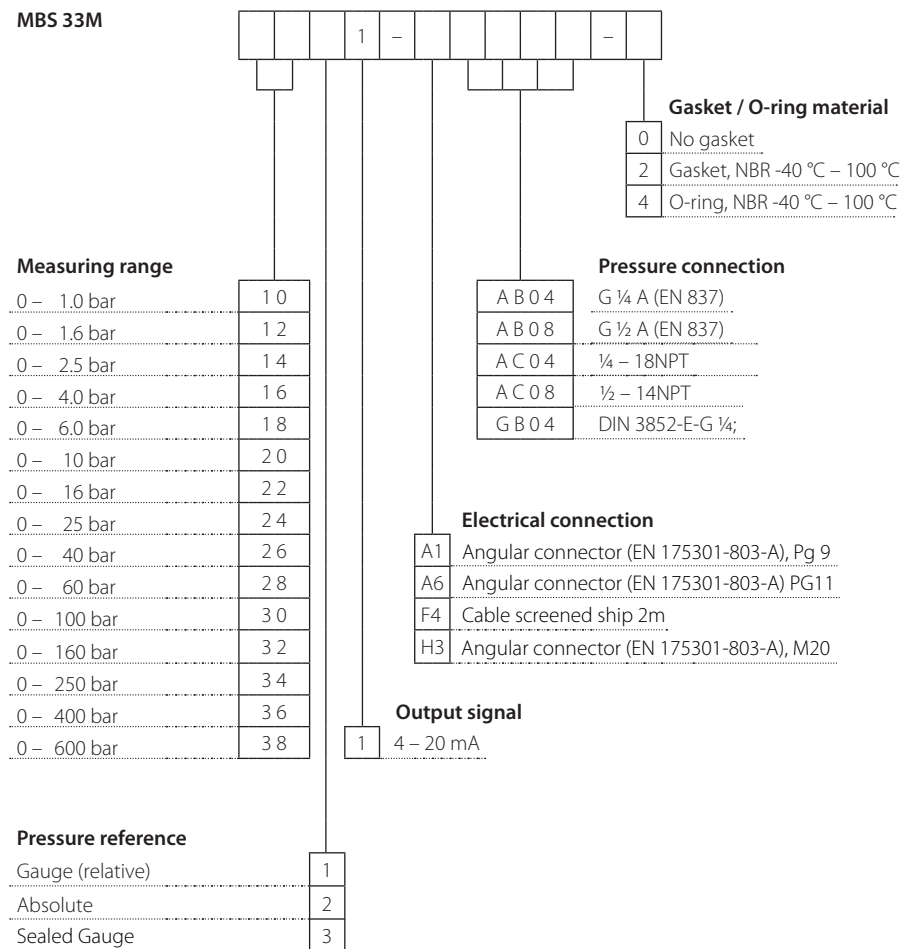 MBS 33M
1 – –
Gasket / O-ring material
0 No gasket
2 Gasket, NBR -40 °C – 100 °C
4 O-ring, NBR -40 °C – 100 °C
Measuring range
0 – 1.0 bar 1 0
0 – 1.6 bar 1 2
0 – 2.5 bar 1 4
0 – 4.0 bar 1 6
0 – 6.0 bar 1 8
0 – 10 bar 2 0
0 – 16 bar 2 2
0 – 25 bar 2 4
0 – 40 bar 2 6
0 – 60 bar 2 8
0 – 100 bar 3 0
0 – 160 bar 3 2
0 – 250 bar 3 4
0 – 400 bar 3 6
0 – 600 bar 3 8
Pressure connection
A B 0 4 G ¼ A (EN 837)
A B 0 8 G ½ A (EN 837)
A C 0 4 ¼ – 18NPT
A C 0 8 ½ – 14NPT
G B 0 4 DIN 3852-E-G ¼;
Electrical connection
A1 Angular connector (EN 175301-803-A), Pg 9
A6 Angular connector (EN 175301-803-A) PG11
F4 Cable screened ship 2m
H3 Angular connector (EN 175301-803-A), M20
Output signal
1 4 – 20 mA
Pressure reference
Gauge (relative) 1
Absolute 2
Sealed Gauge 3